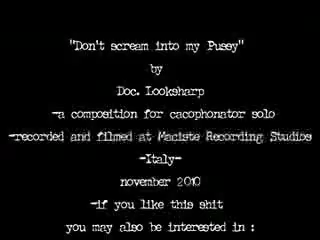 "Don't scream into my Pussy"
by
Doc. Looksharp
-a composition for cacophonator solo
-recorded and filmed at Maciste Recording Studios
-Italy-
november 2010
-if you like this shit
you may also be interested in :